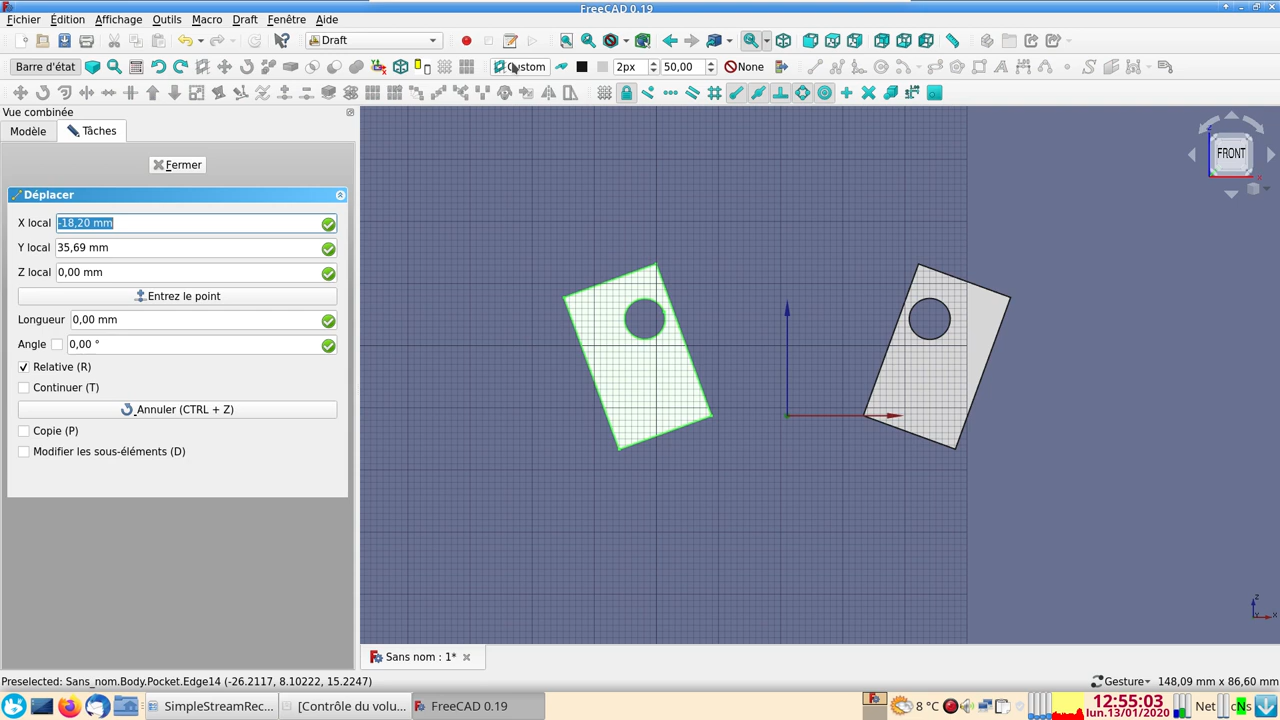 FreeCAD 0.19
Fichier Édition Affichage Outils Macro Draft Fenêtre Aide
Draft
Barre d'état Custom 2px 50,00 None
Vue combinée
Modèle Tâches
Fermer
Déplacer
X local -18,20 mm
Y local 35,69 mm
Z local 0,00 mm
Entrez le point
Longueur 0,00 mm
Angle 0,00 °
Relative (R)
Continuer (T)
Annuler (CTRL + Z)
Copie (P)
Modifier les sous-éléments (D)
FRONT
Sans nom : 1*
Preselected: Sans_nom.Body.Pocket.Edge14 (-26.2117, 8.10222, 15.2247) Gesture 148,09 mm x 86,60 mm
SimpleStreamRec... [Contrôle du volu... FreeCAD 0.19 8 °C 12:55:03 Net
lun.13/01/2020